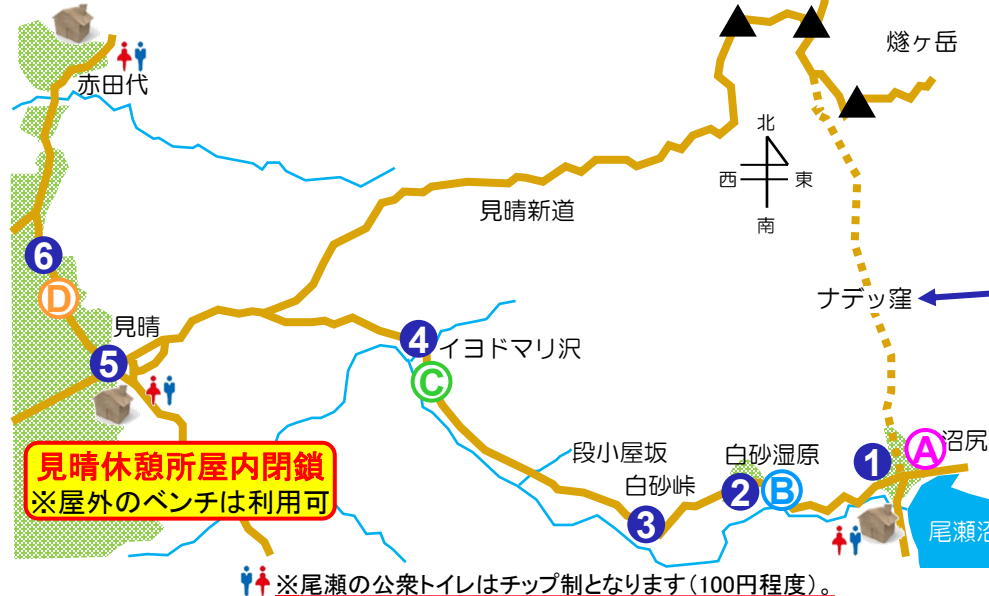 燧ヶ岳
赤田代
北
西 東
南
見晴新道
6
D
ナデッ窪
見晴
4
イヨドマリ沢
5
C
沼尻
A
1
段小屋坂
白砂湿原
見晴休憩所屋内閉鎖
※屋外のベンチは利用可
白砂峠
2
B
3
尾瀬沼
※尾瀬の公衆トイレはチップ制となります(100円程度)。